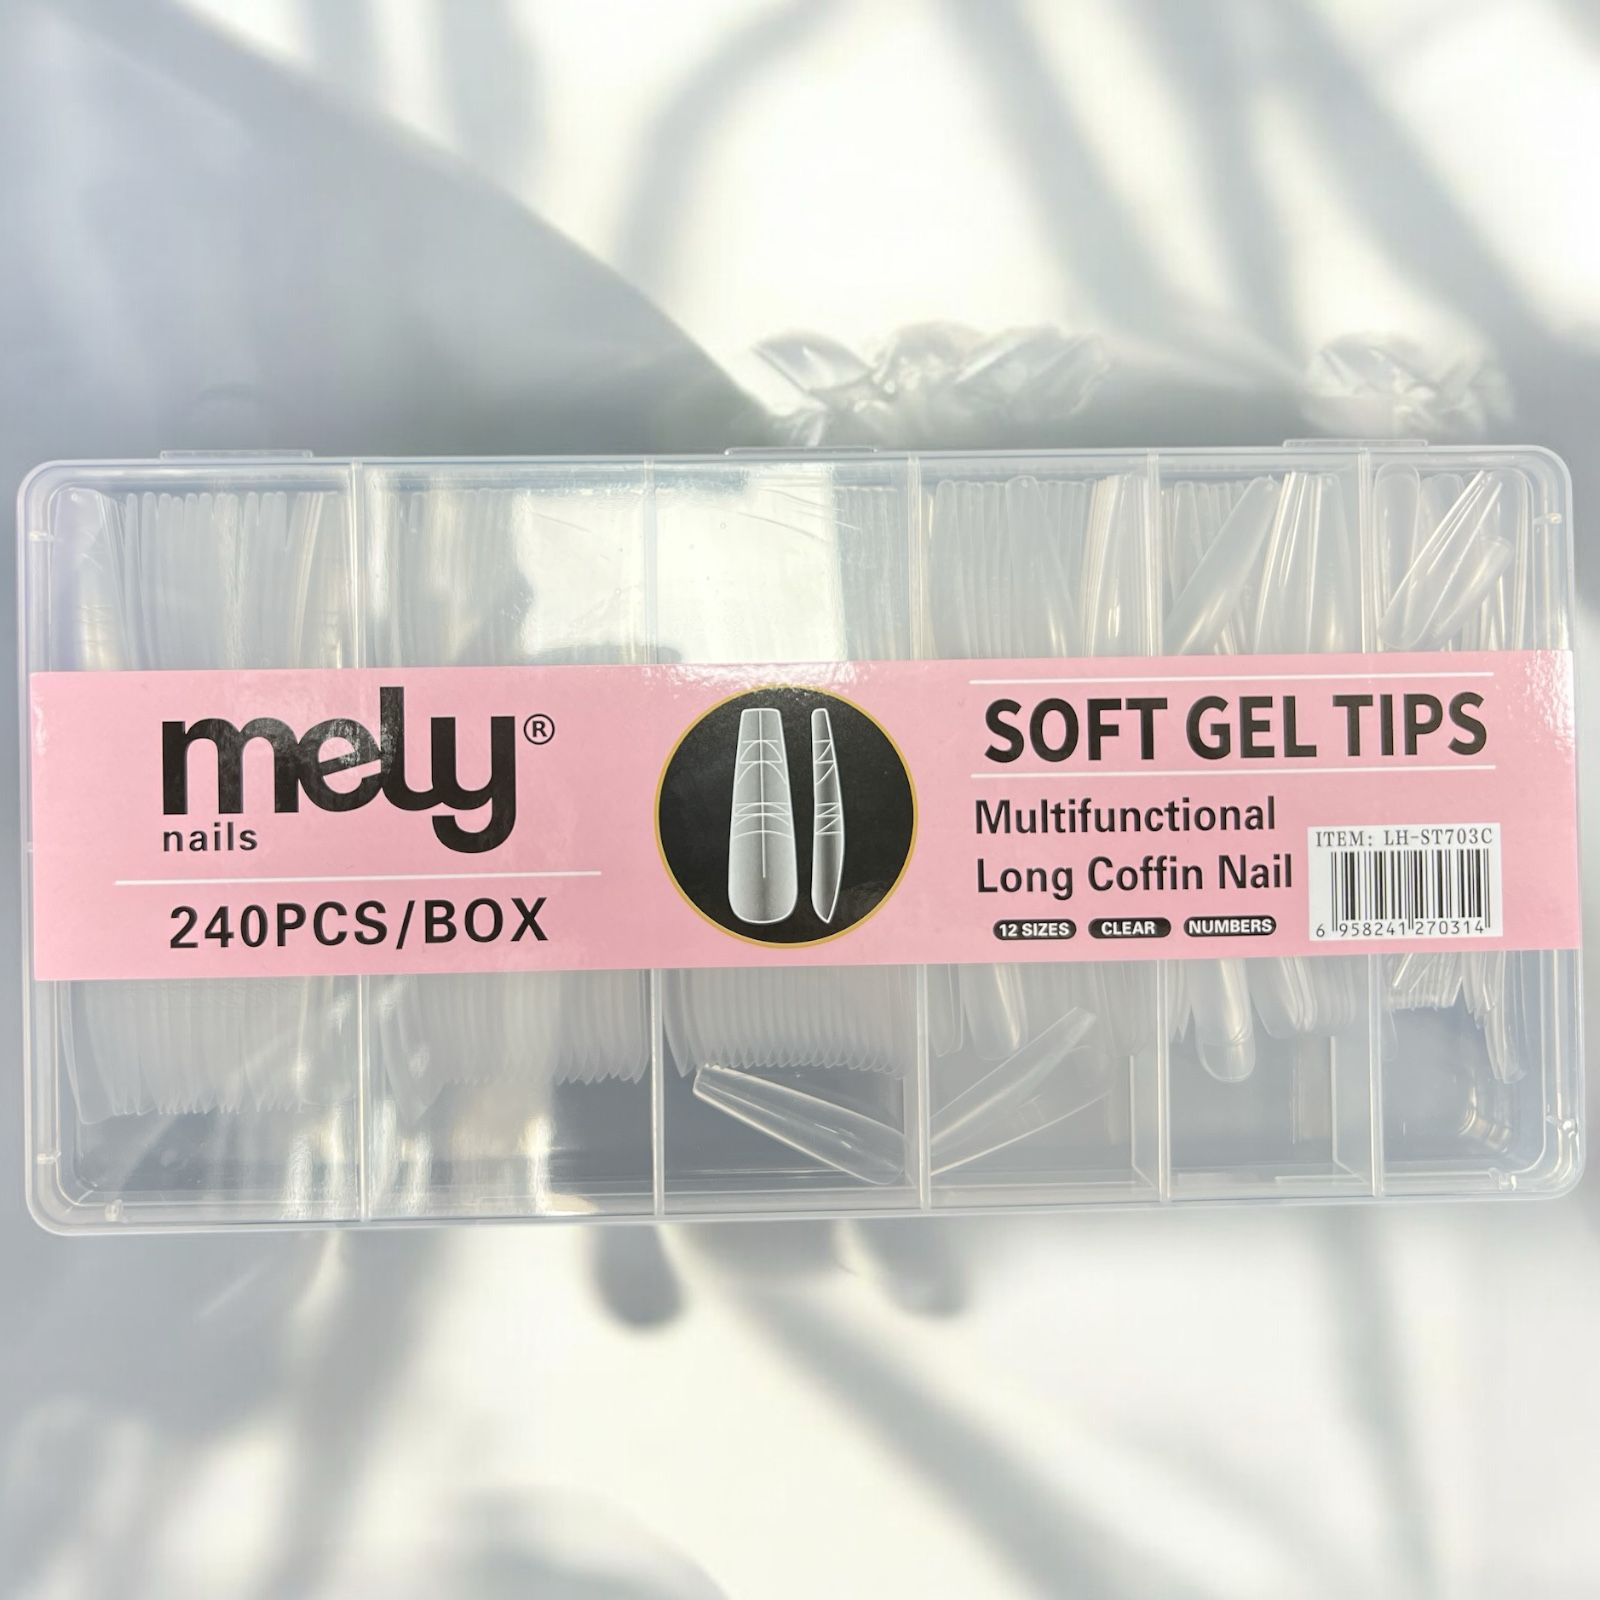 mely®
nails
240PCS/BOX
SOFT GEL TIPS
Multifunctional
Long Coffin Nail
12 SIZES CLEAR NUMBERS
ITEM: LH-ST703C
6 958241 270314